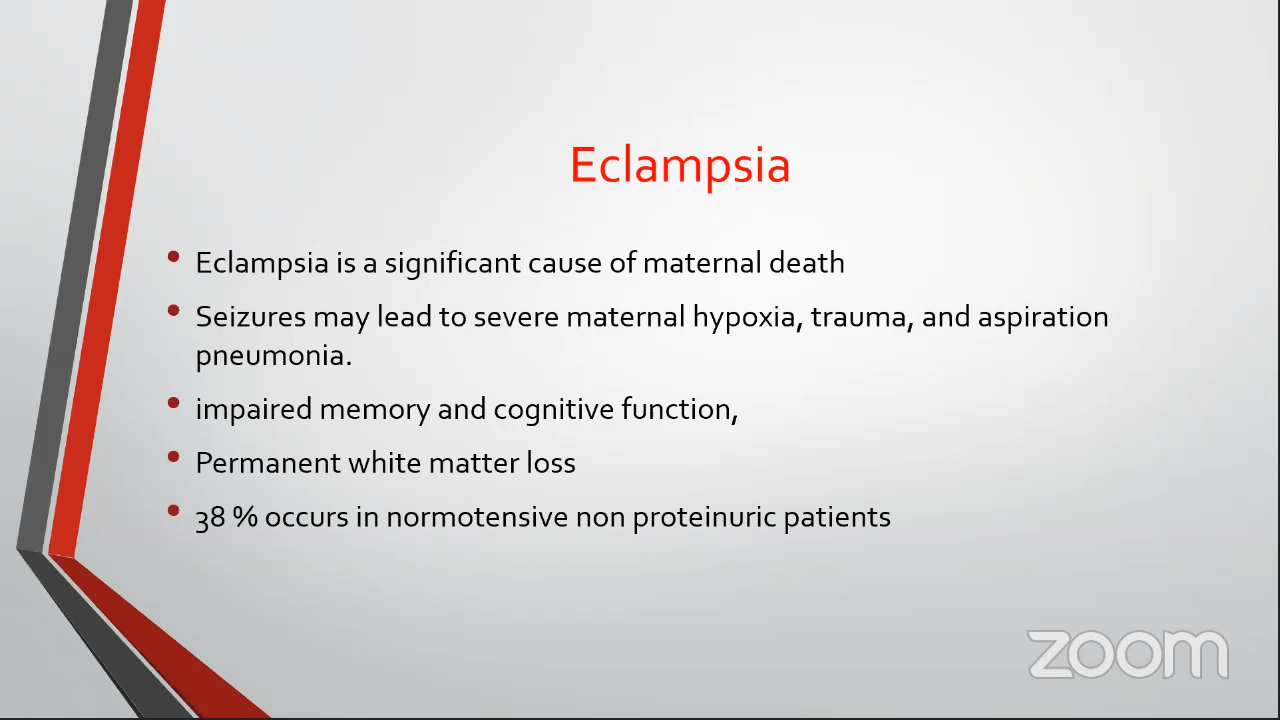 Eclampsia
• Eclampsia is a significant cause of maternal death
• Seizures may lead to severe maternal hypoxia, trauma, and aspiration
pneumonia.
• impaired memory and cognitive function,
• Permanent white matter loss
• 38 % occurs in normotensive non proteinuric patients
zoom